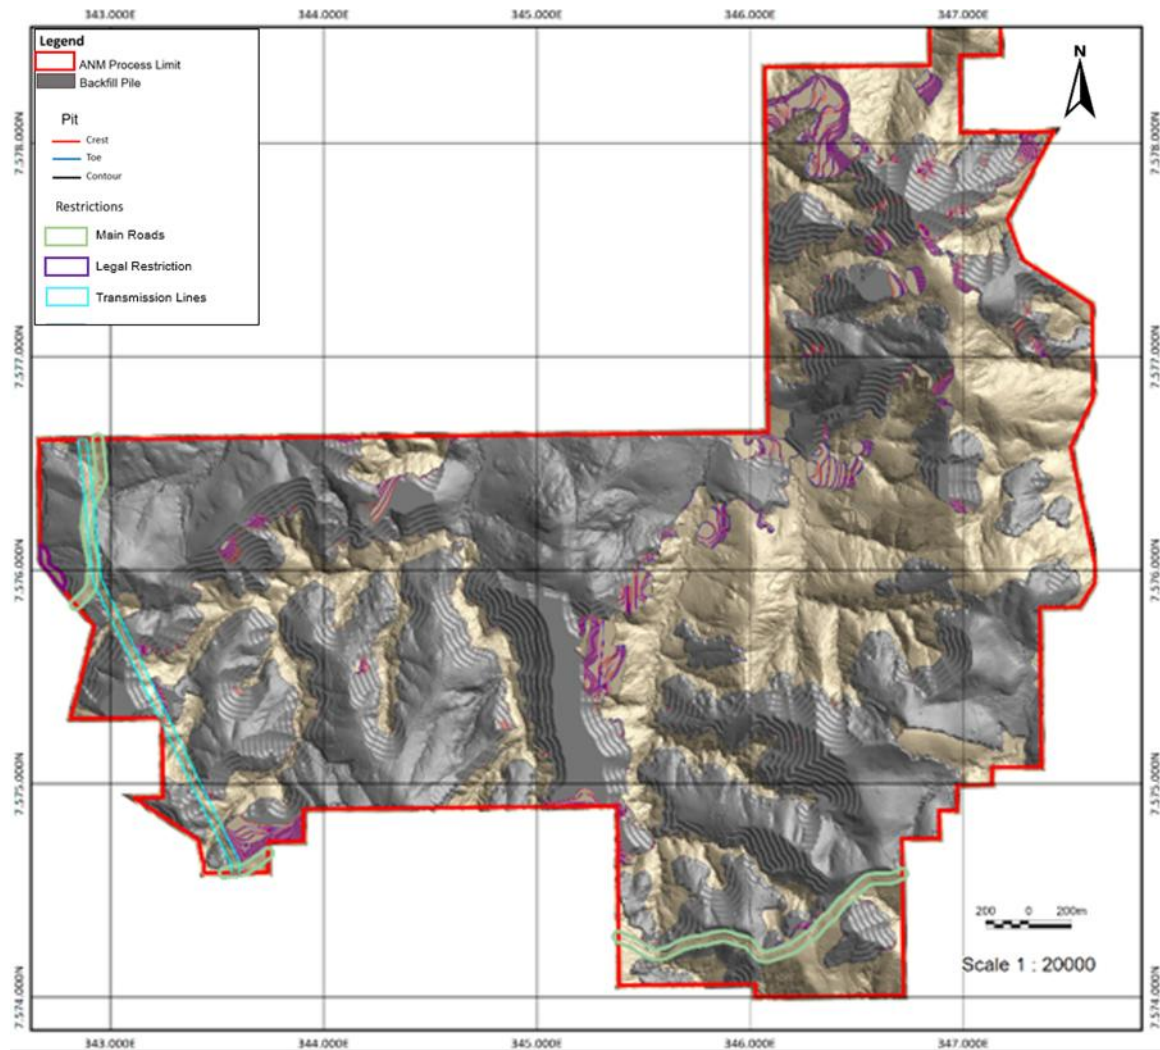 343.000E 344.000E 345.000E 346.000E 347.000E
Legend
ANM Process Limit
Backfill Pile
Pit
Crest
Toe
Contour
Restrictions
Main Roads
Legal Restriction
Transmission Lines
N
7.578.000N 7.578.000N
7.577.000N 7.577.000N
7.576.000N 7.576.000N
7.575.000N 7.575.000N
7.574.000N 7.574.000N
200 0 200m
Scale 1 : 20000
343.000E 344.000E 345.000E 346.000E 347.000E